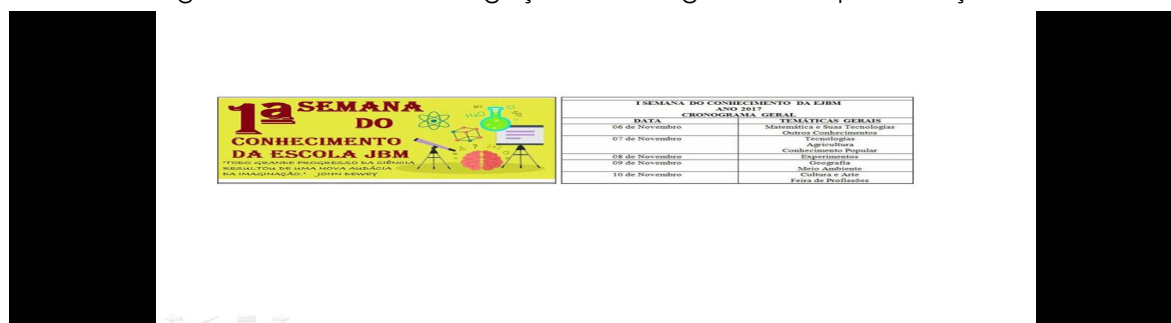 1ª SEMANA
DO
CONHECIMENTO
DA ESCOLA JBM
"TODO GRANDE PROGRESSO DA CIÊNCIA
RESULTOU DE UMA NOVA AUDÁCIA
DA IMAGINAÇÃO." JOHN DEWEY
I SEMANA DO CONHECIMENTO DA EJBM
ANO 2017
CRONOGRAMA GERAL
DATA TEMÁTICAS GERAIS
06 de Novembro Matemática e Suas Tecnologias
Outros Conhecimentos
07 de Novembro Tecnologias
Agricultura
Conhecimento Popular
08 de Novembro Experimentos
09 de Novembro Geografia
Meio Ambiente
10 de Novembro Cultura e Arte
Feira de Profissões